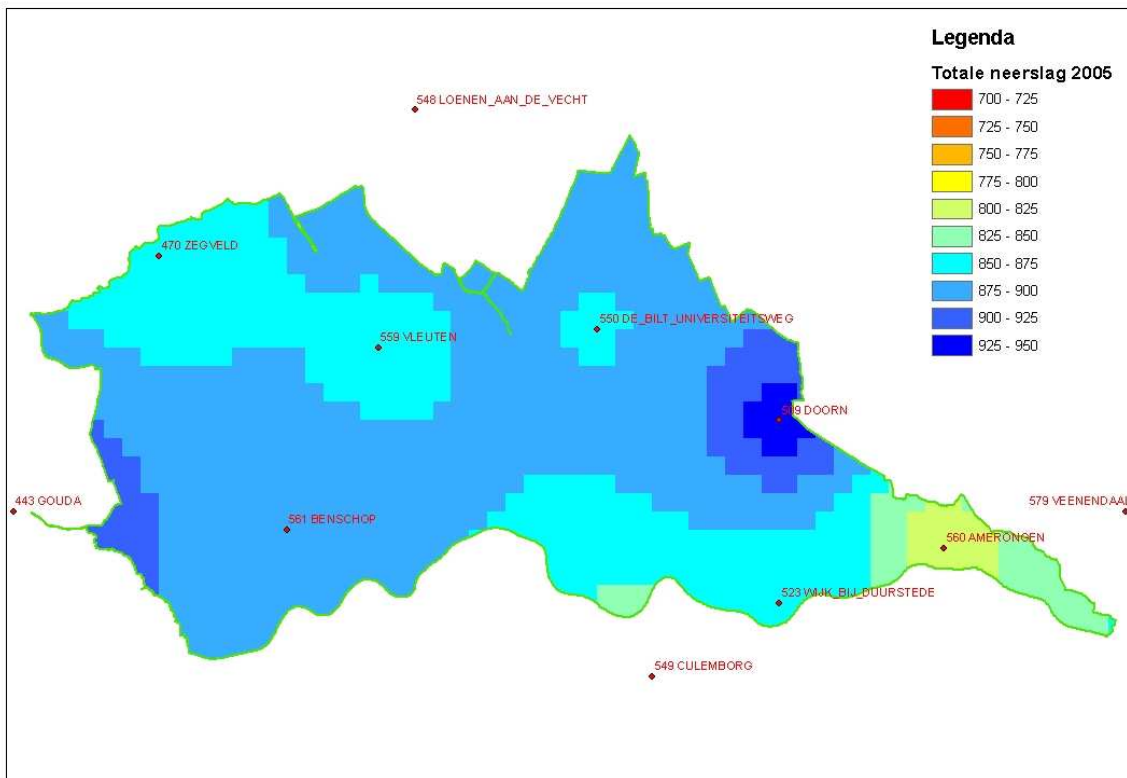 Legenda
Totale neerslag 2005
700 - 725
725 - 750
750 - 775
775 - 800
800 - 825
825 - 850
850 - 875
875 - 900
900 - 925
925 - 950
548 LOENEN_AAN_DE_VECHT
470 ZEGVELD
550 DE_BILT_UNIVERSITEITSWEG
559 VLEUTEN
DOORN
443 GOUDA
579 VEENENDAAL
561 BENSCHOP
560 AMERONGEN
523 WIJK_BIJ_DUURSTEDE
549 CULEMBORG